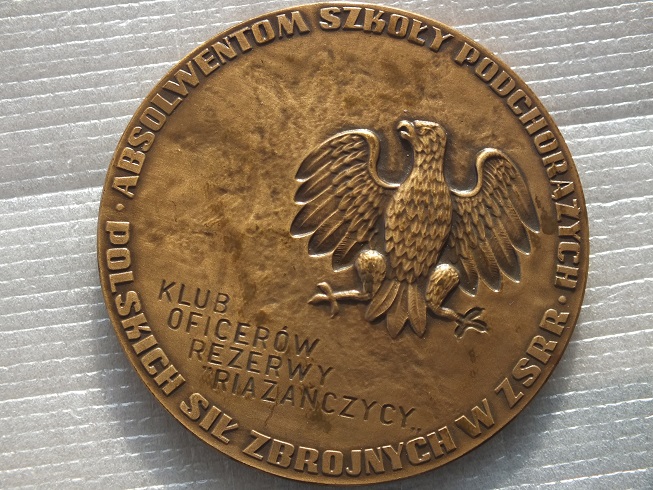 ABSOLWENTOM SZKOŁY PODCHORĄŻYCH
POLSKICH SIŁ ZBROJNYCH W ZSRR
KLUB
OFICERÓW
REZERWY
"RIAZAŃCZYCY"